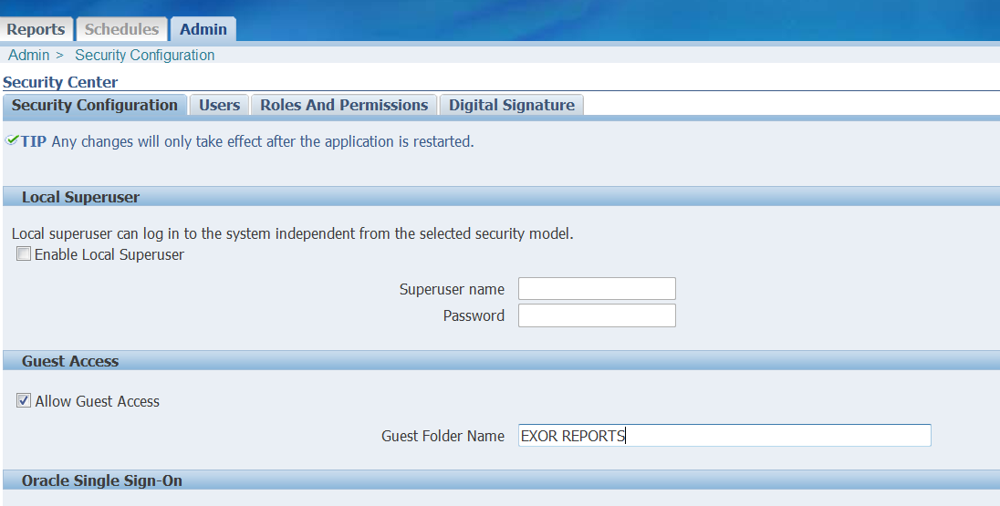 Reports Schedules Admin
Admin > Security Configuration
Security Center
Security Configuration Users Roles And Permissions Digital Signature
TIP Any changes will only take effect after the application is restarted.
Local Superuser
Local superuser can log in to the system independent from the selected security model.
Enable Local Superuser
Superuser name
Password
Guest Access
Allow Guest Access
Guest Folder Name EXOR REPORTS
Oracle Single Sign-On